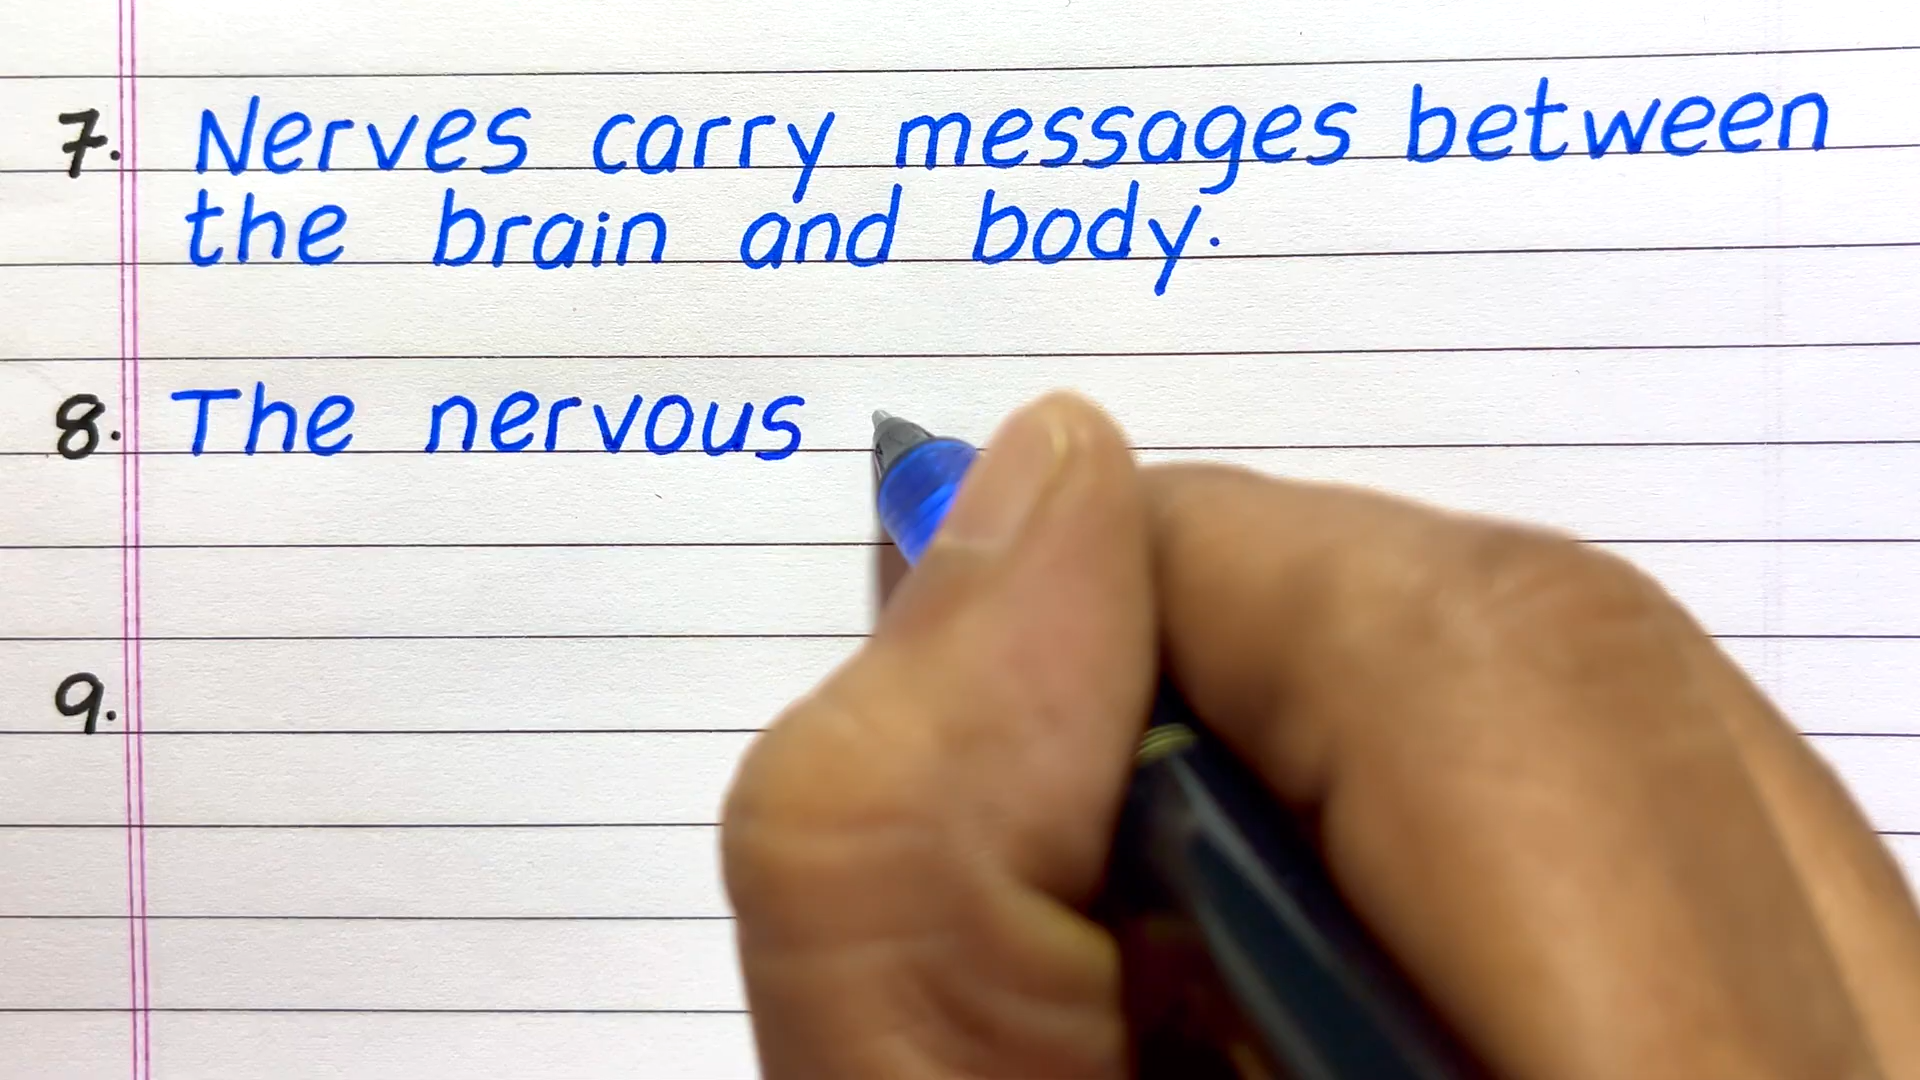 7. Nerves carry messages between
the brain and body.
8. The nervous
9.